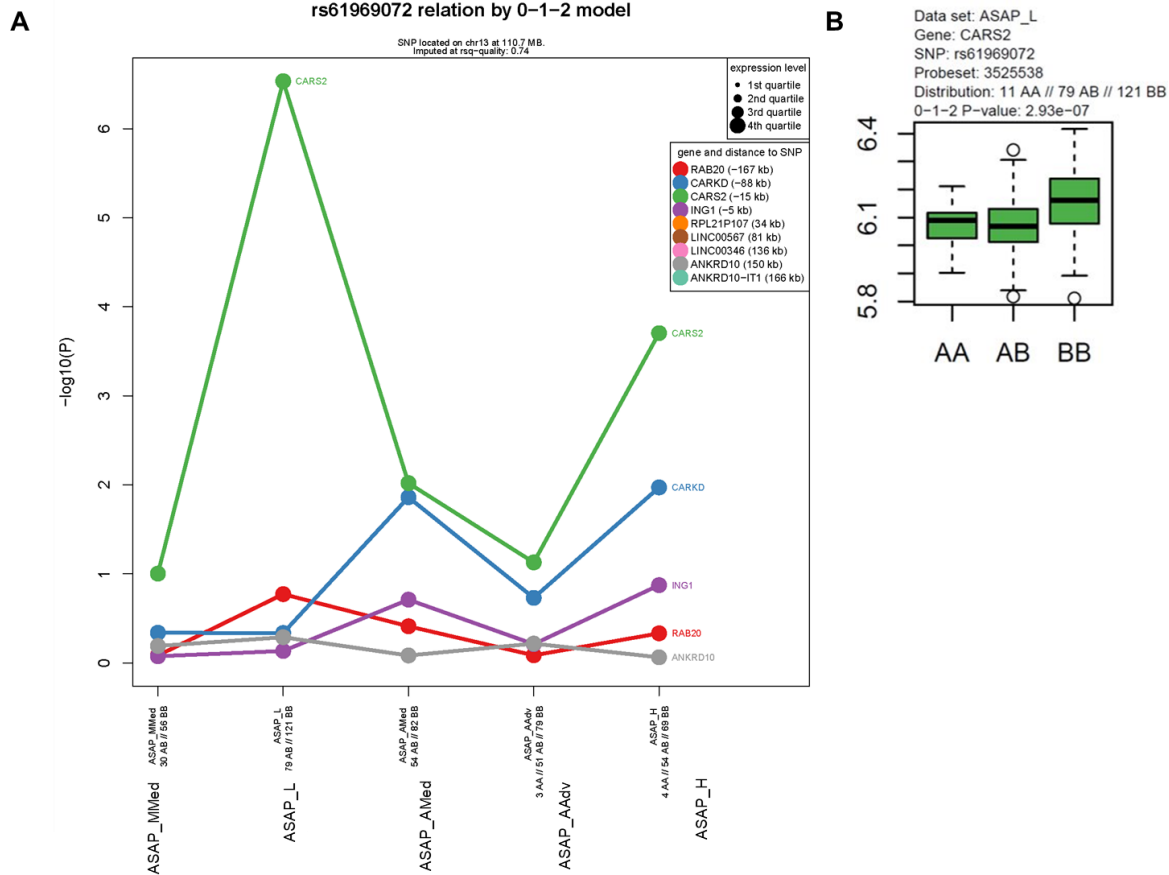 A
rs61969072 relation by 0−1−2 model
SNP located on chr13 at 110.7 MB.
Imputed at rsq-quality: 0.74
expression level
1st quartile
2nd quartile
3rd quartile
4th quartile
gene and distance to SNP
RAB20 (−167 kb)
CARKD (−88 kb)
CARS2 (−15 kb)
ING1 (−5 kb)
RPL21P107 (34 kb)
LINC00567 (81 kb)
LINC00346 (136 kb)
ANKRD10 (150 kb)
ANKRD10−IT1 (166 kb)
CARS2
CARS2
CARKD
ING1
RAB20
ANKRD10
−log10(P)
6
5
4
3
2
1
0
ASAP_MMed
30 AB // 56 BB
ASAP_L
79 AB // 121 BB
ASAP_AMed
54 AB // 82 BB
ASAP_AAdv
3 AA // 51 AB // 79 BB
ASAP_H
4 AA // 54 AB // 69 BB
ASAP_MMed
ASAP_L
ASAP_AMed
ASAP_AAdv
ASAP_H
B
Data set: ASAP_L
Gene: CARS2
SNP: rs61969072
Probeset: 3525538
Distribution: 11 AA // 79 AB // 121 BB
0−1−2 P-value: 2.93e−07
6.4
6.1
5.8
AA
AB
BB